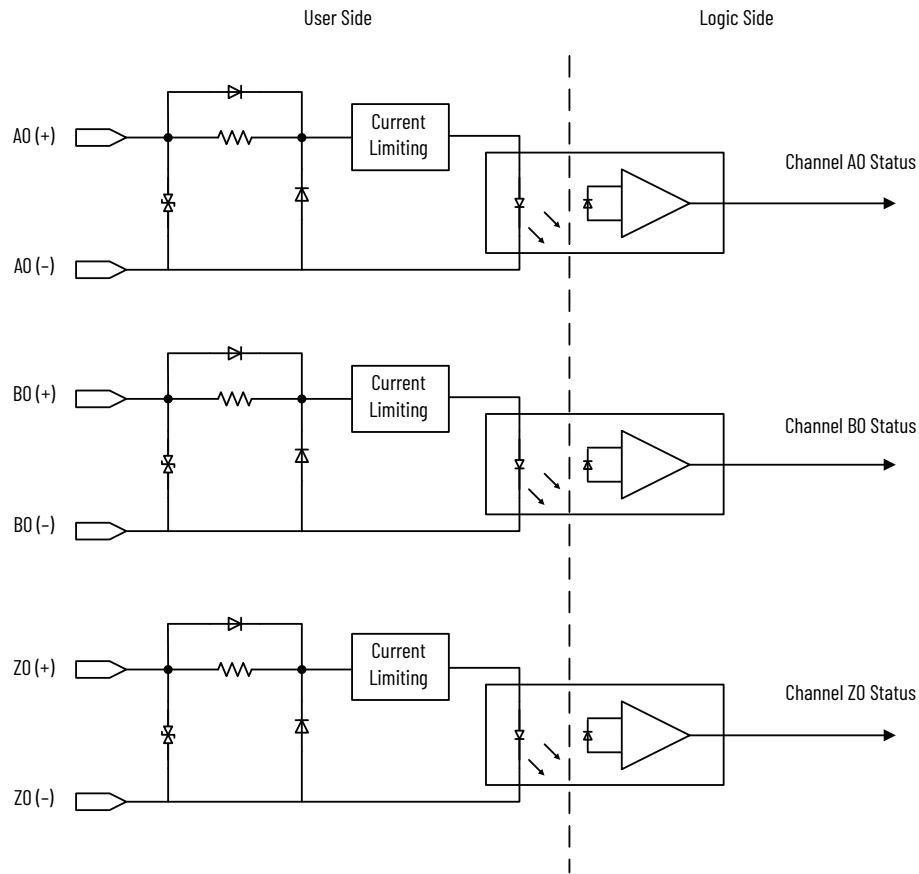 User Side
Logic Side
A0 (+)
Current
Limiting
Channel A0 Status
A0 (–)
B0 (+)
Current
Limiting
Channel B0 Status
B0 (–)
Z0 (+)
Current
Limiting
Channel Z0 Status
Z0 (–)